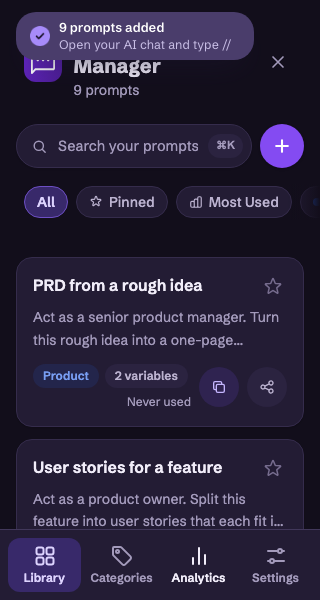 9 prompts added
Open your AI chat and type //
Manager
9 prompts
Search your prompts
⌘K
All
Pinned
Most Used
PRD from a rough idea
Act as a senior product manager. Turn
this rough idea into a one-page...
Product
2 variables
Never used
User stories for a feature
Act as a product owner. Split this
feature into user stories that each fit i...
Library
Categories
Analytics
Settings